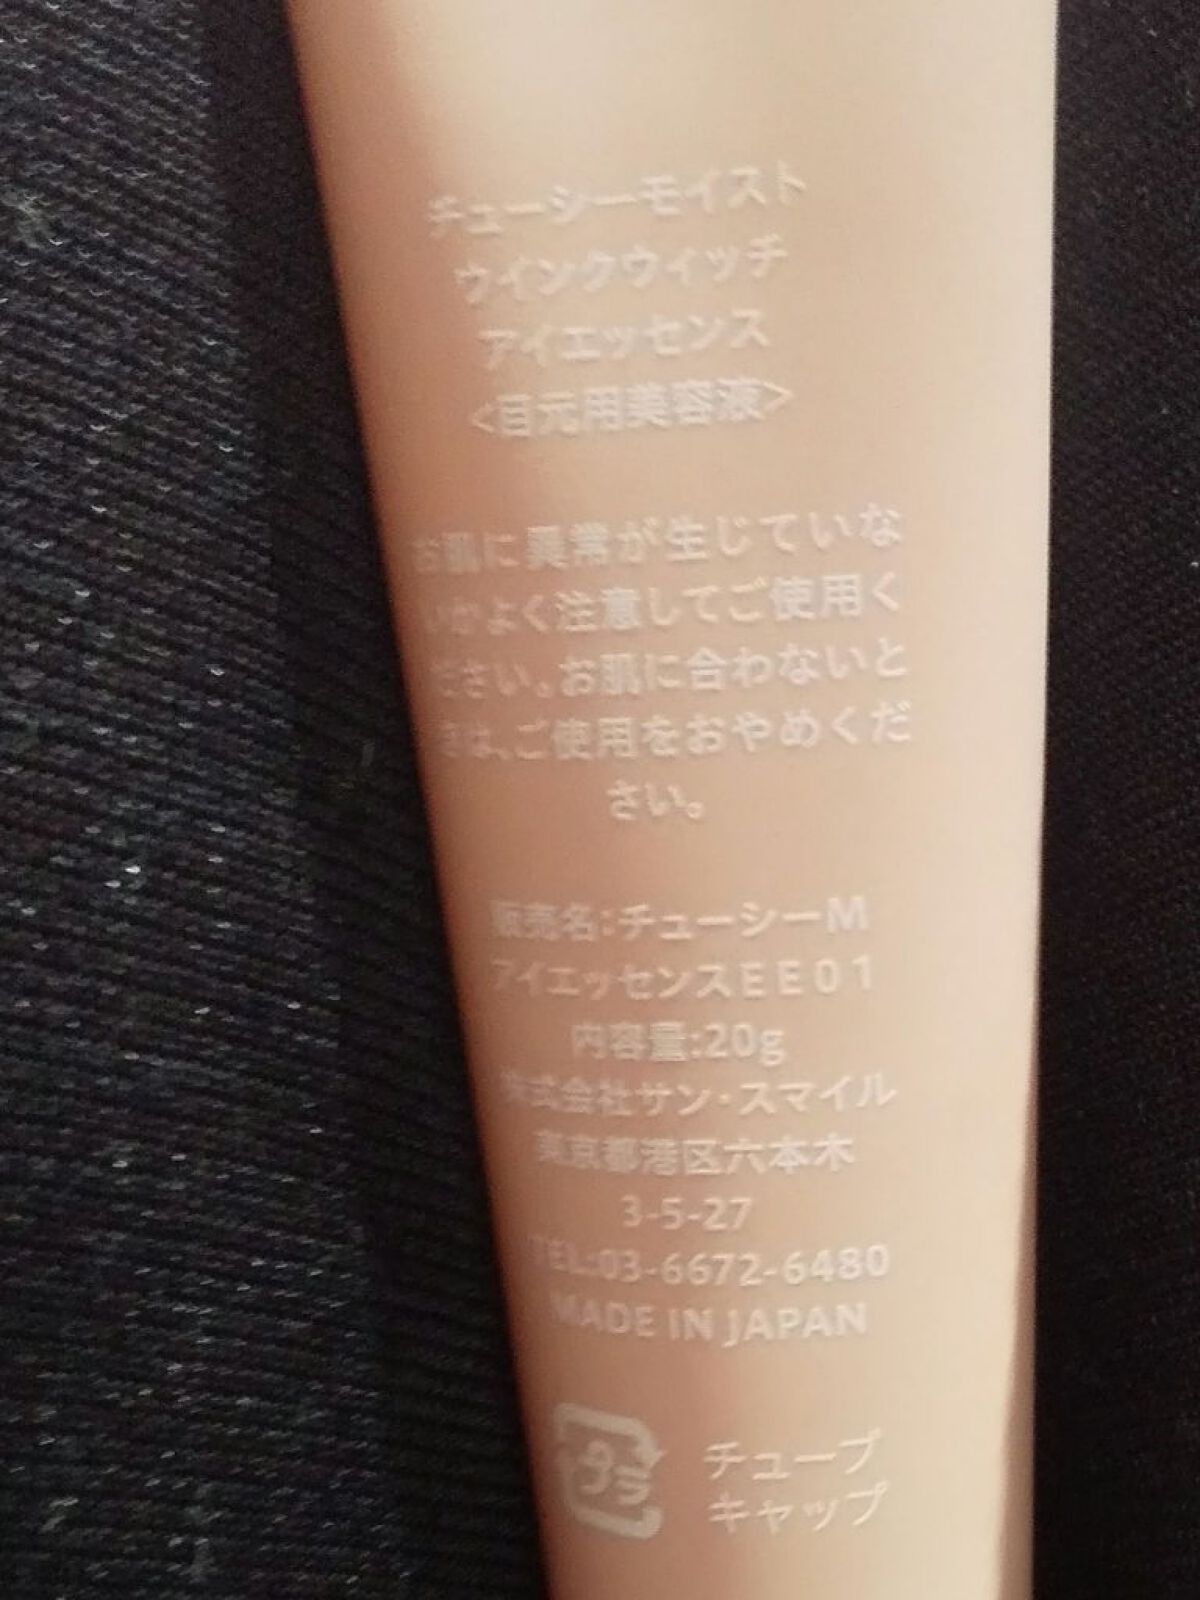 チューシーモイスト
ウインクウィッチ
アイエッセンス
<目元用美容液>
お肌に異常が生じていな
いかよく注意してご使用く
ださい。お肌に合わないと
きは、ご使用をおやめくだ
さい。
販売名:チューシーM
アイエッセンスEE01
内容量:20g
株式会社サン・スマイル
東京都港区六本木
3-5-27
TEL:03-6672-6480
MADE IN JAPAN
プラ
チューブ
キャップ